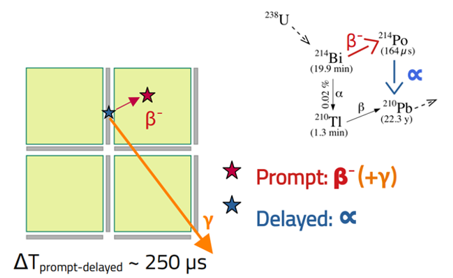 ²³⁸U
²¹⁴Bi
(19.9 min)
β⁻
²¹⁴Po
(164 μs)
0.02 %
α
α
²¹⁰Tl
(1.3 min)
β
²¹⁰Pb
(22.3 y)
β⁻
γ
Prompt: β⁻(+γ)
Delayed: α
ΔTprompt-delayed ~ 250 μs